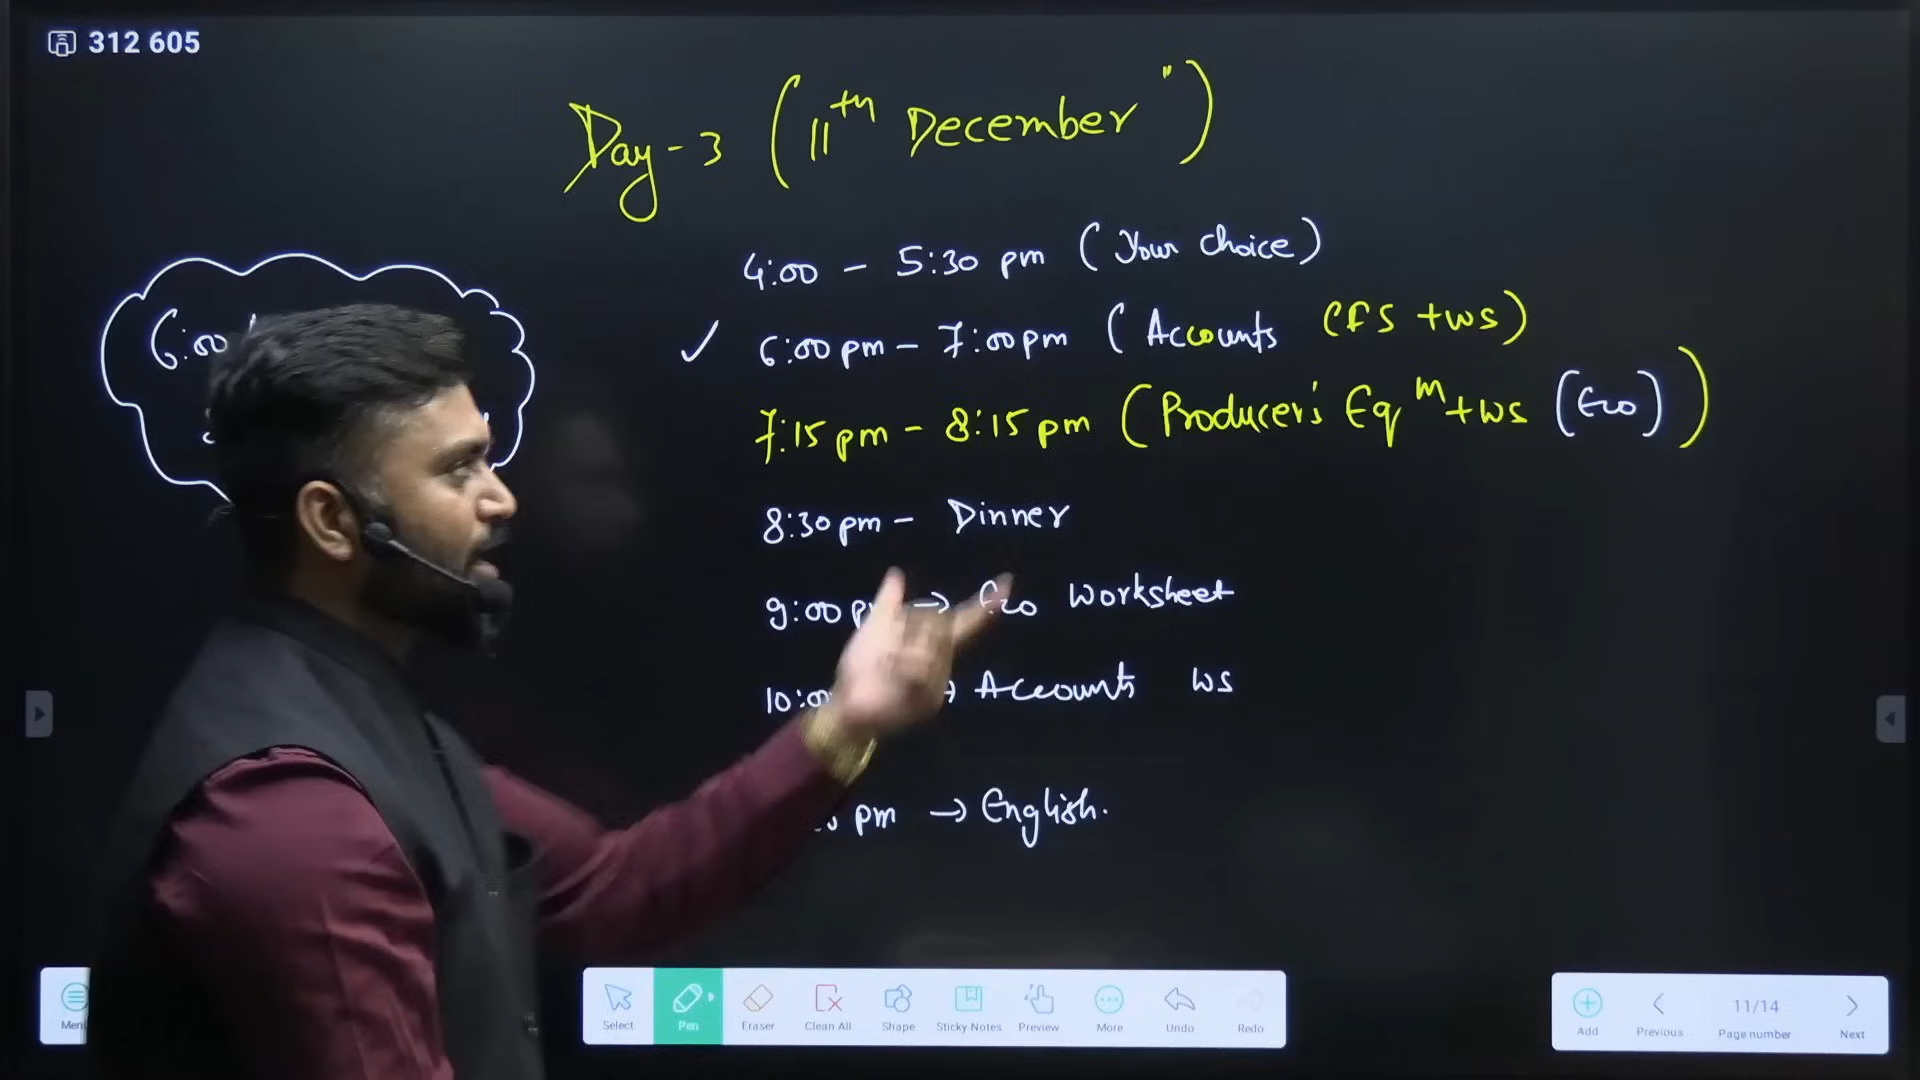 312 605
Day-3 (11th December")
4:00 - 5:30 pm (Your choice)
6:00
✓ 6:00 pm - 7:00 pm (Accounts (FS + WS)
7:15 pm - 8:15 pm (Producer's Eqm + WS (Eco))
8:30 pm - Dinner
9:00 p → Eco Worksheet
10:00 → Accounts WS
pm → English.
Menu
Select Pen Eraser Clean All Shape Sticky Notes Preview More Undo Redo
Add Previous 11/14 Page number Next